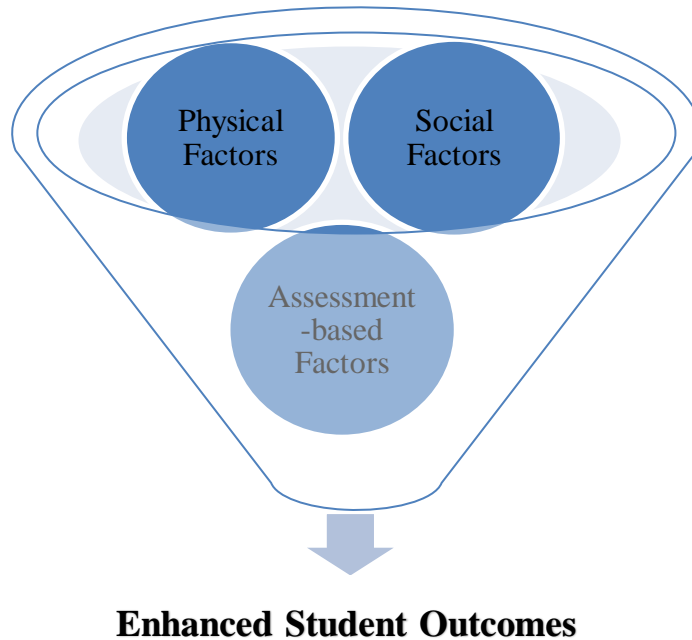 Physical
Factors
Social
Factors
Assessment
-based
Factors
Enhanced Student Outcomes